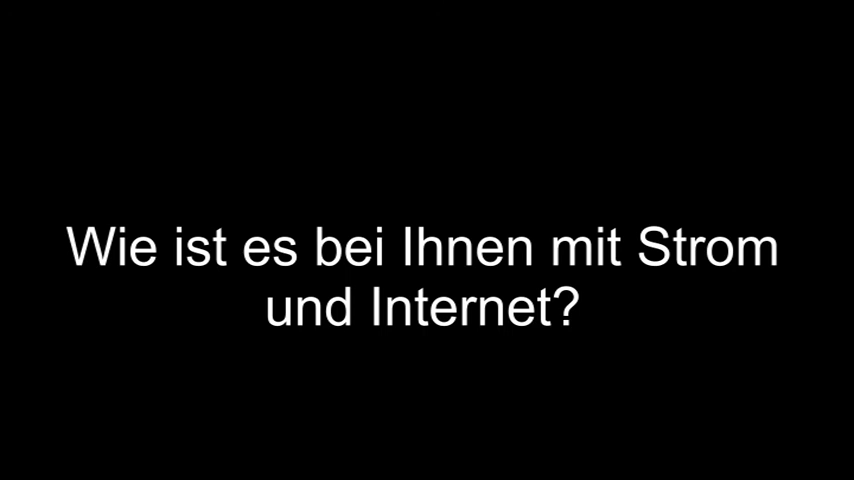 Wie ist es bei Ihnen mit Strom
und Internet?